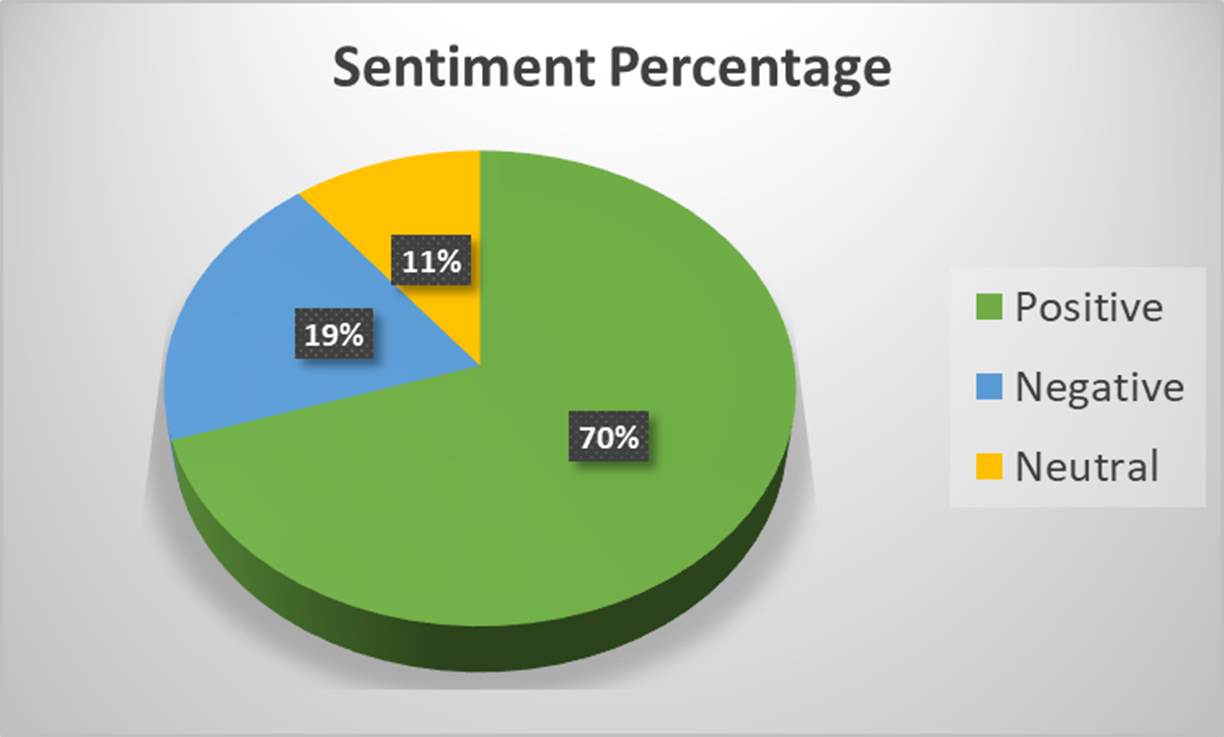 Sentiment Percentage
11%
19%
70%
Positive
Negative
Neutral